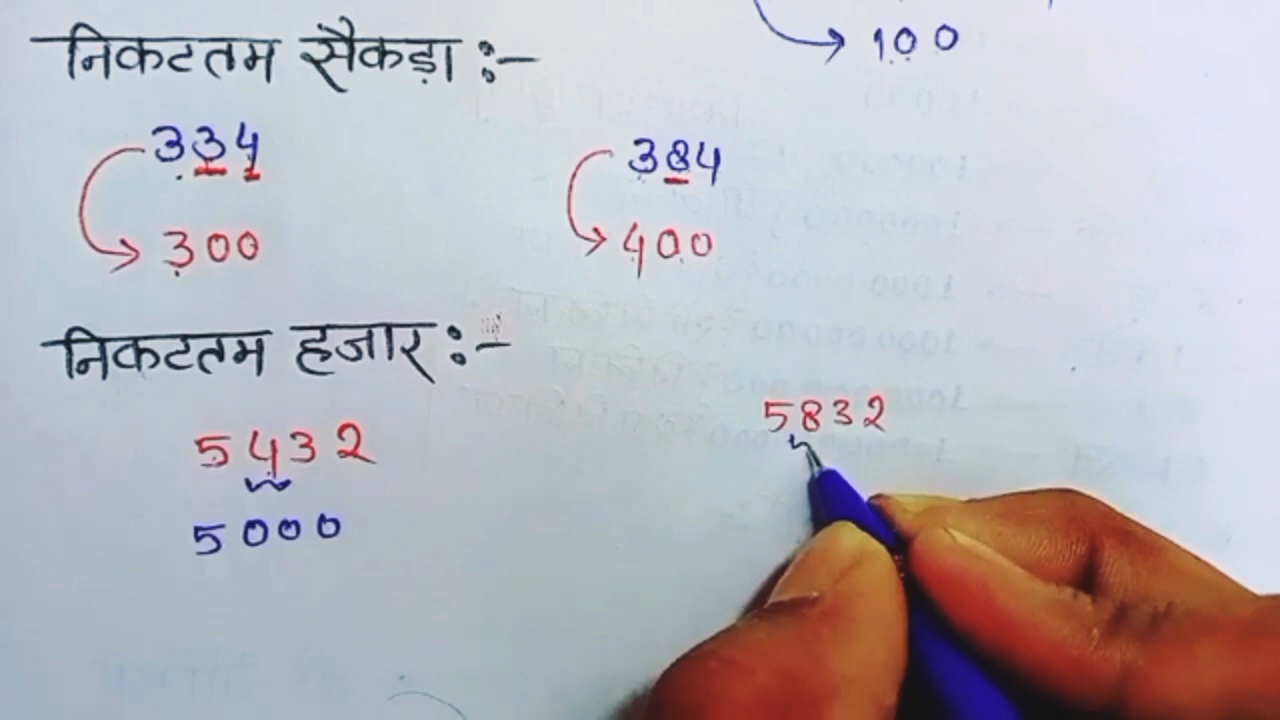 100
निकटतम सैकड़ा :-
334 384
300 400
निकटतम हजार :-
5432 5832
5000